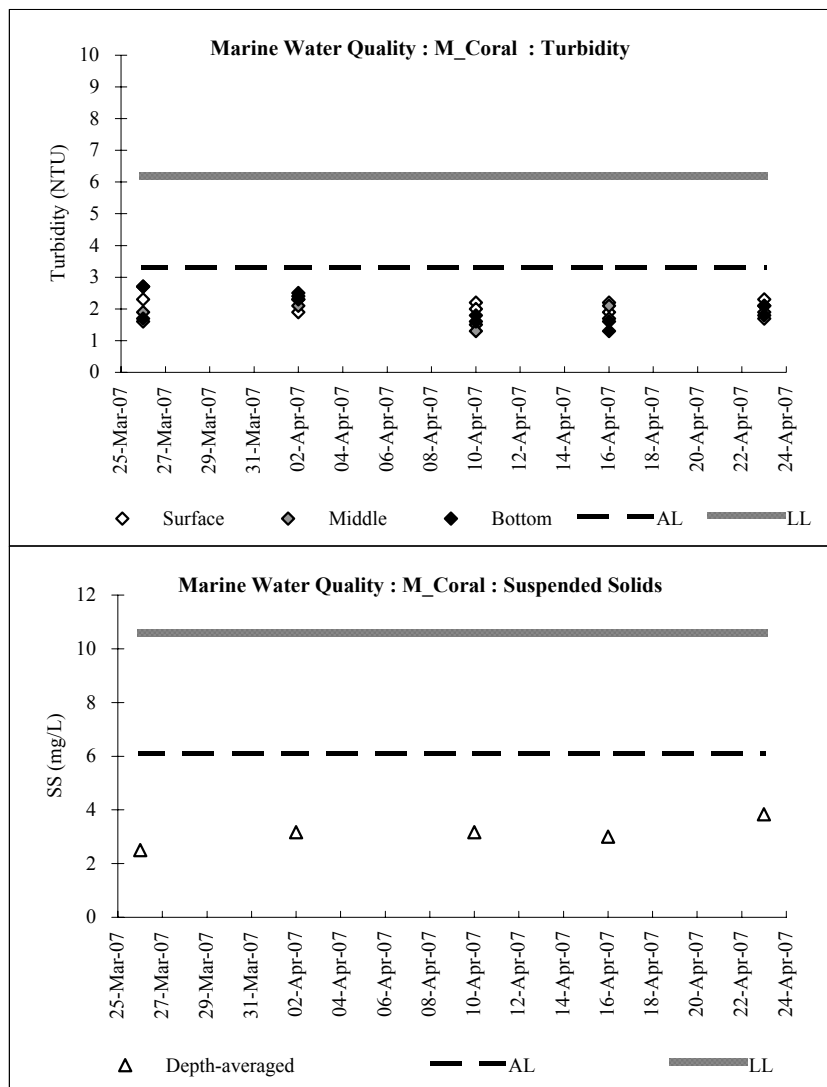 Marine Water Quality : M_Coral : Turbidity
10
9
8
7
6
5
4
3
2
1
0
Turbidity (NTU)
25-Mar-07
27-Mar-07
29-Mar-07
31-Mar-07
02-Apr-07
04-Apr-07
06-Apr-07
08-Apr-07
10-Apr-07
12-Apr-07
14-Apr-07
16-Apr-07
18-Apr-07
20-Apr-07
22-Apr-07
24-Apr-07
Surface Middle Bottom AL LL
Marine Water Quality : M_Coral : Suspended Solids
12
10
8
6
4
2
0
SS (mg/L)
25-Mar-07
27-Mar-07
29-Mar-07
31-Mar-07
02-Apr-07
04-Apr-07
06-Apr-07
08-Apr-07
10-Apr-07
12-Apr-07
14-Apr-07
16-Apr-07
18-Apr-07
20-Apr-07
22-Apr-07
24-Apr-07
Depth-averaged AL LL